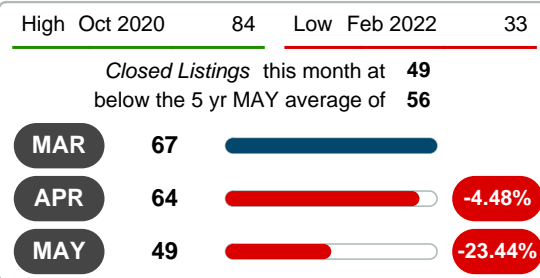 High Oct 2020 84 Low Feb 2022 33
Closed Listings this month at 49
below the 5 yr MAY average of 56
MAR 67
APR 64 -4.48%
MAY 49 -23.44%